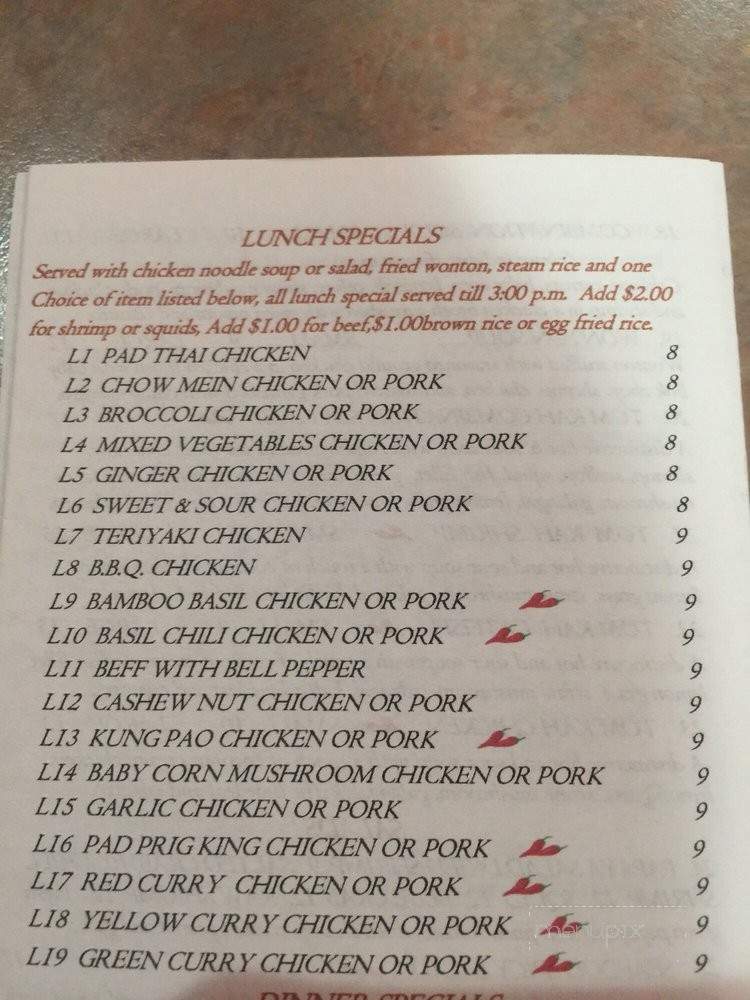 LUNCH SPECIALS
Served with chicken noodle soup or salad, fried wonton, steam rice and one
Choice of item listed below, all lunch special served till 3:00 p.m. Add $2.00
for shrimp or squids, Add $1.00 for beef,$1.00brown rice or egg fried rice.
L1 PAD THAI CHICKEN 8
L2 CHOW MEIN CHICKEN OR PORK 8
L3 BROCCOLI CHICKEN OR PORK 8
L4 MIXED VEGETABLES CHICKEN OR PORK 8
L5 GINGER CHICKEN OR PORK 8
L6 SWEET & SOUR CHICKEN OR PORK 8
L7 TERIYAKI CHICKEN 9
L8 B.B.Q. CHICKEN 9
L9 BAMBOO BASIL CHICKEN OR PORK 9
L10 BASIL CHILI CHICKEN OR PORK 9
L11 BEFF WITH BELL PEPPER 9
L12 CASHEW NUT CHICKEN OR PORK 9
L13 KUNG PAO CHICKEN OR PORK 9
L14 BABY CORN MUSHROOM CHICKEN OR PORK 9
L15 GARLIC CHICKEN OR PORK 9
L16 PAD PRIG KING CHICKEN OR PORK 9
L17 RED CURRY CHICKEN OR PORK 9
L18 YELLOW CURRY CHICKEN OR PORK 9
menupix
L19 GREEN CURRY CHICKEN OR PORK 9
DINNER SPECIALS